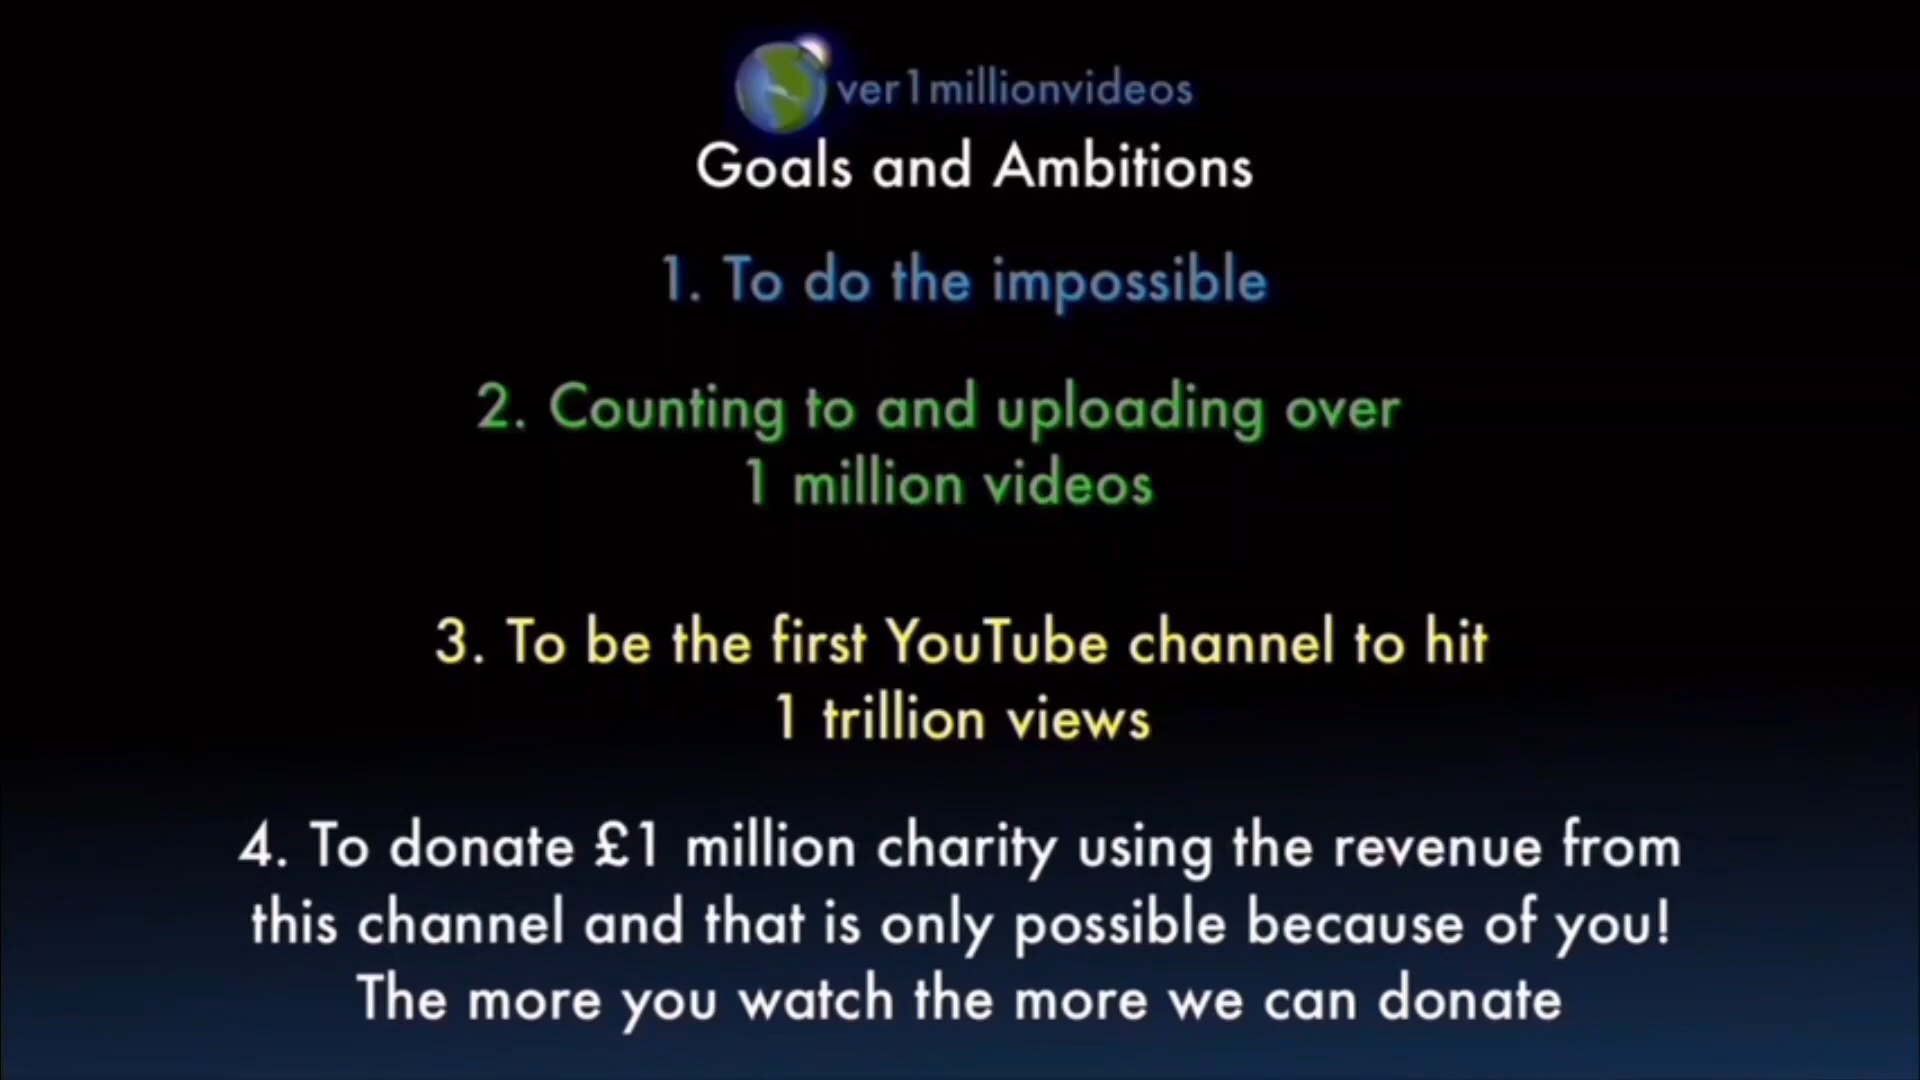 ver1millionvideos
Goals and Ambitions
1. To do the impossible
2. Counting to and uploading over
1 million videos
3. To be the first YouTube channel to hit
1 trillion views
4. To donate £1 million charity using the revenue from
this channel and that is only possible because of you!
The more you watch the more we can donate